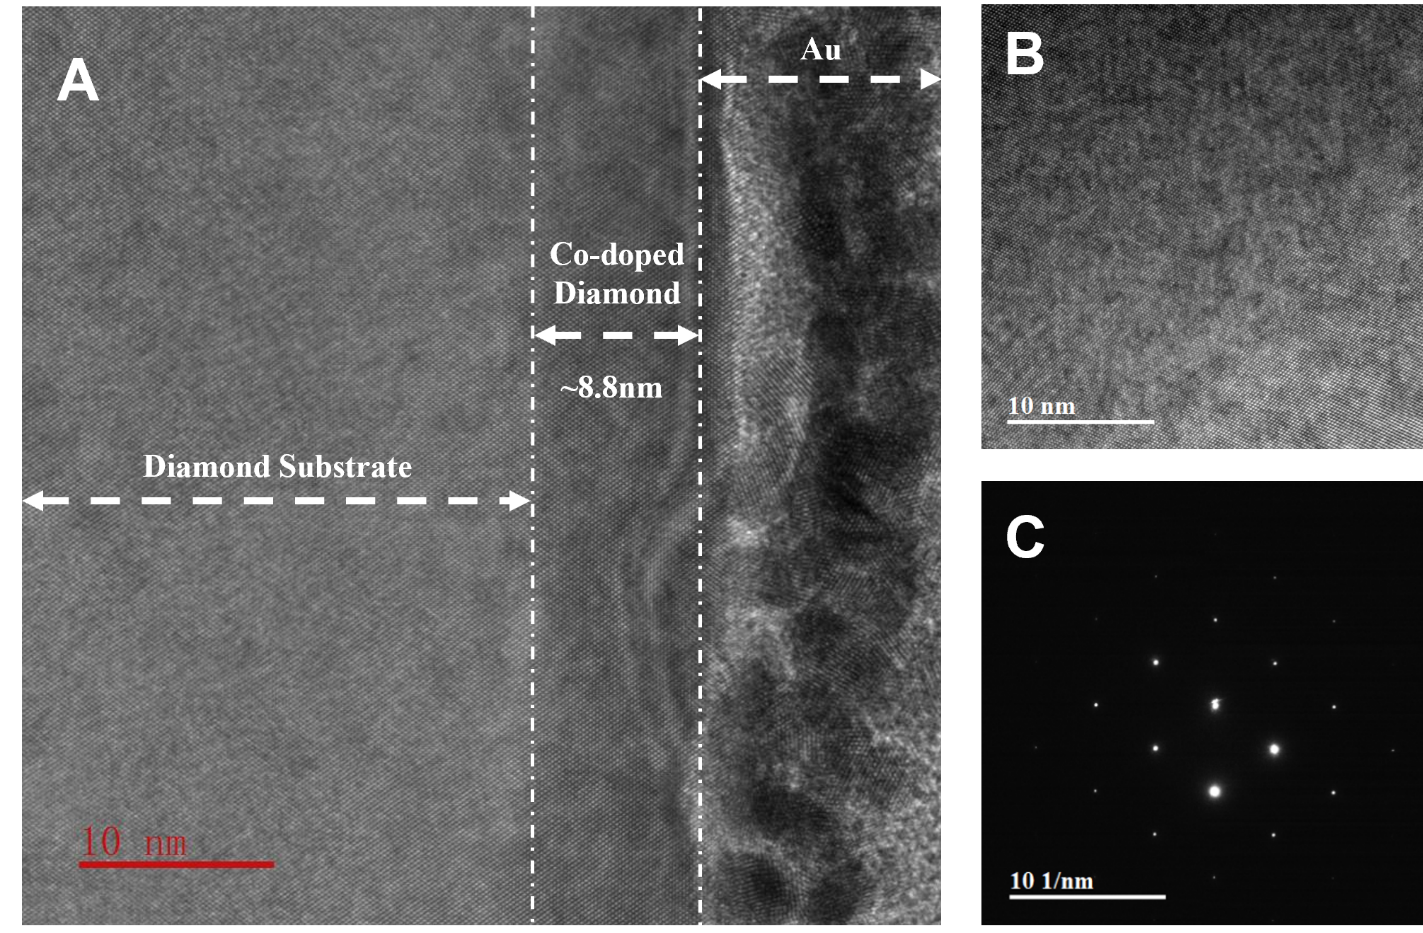 A
Au
Co-doped
Diamond
~8.8nm
Diamond Substrate
10 nm
B
10 nm
C
10 1/nm